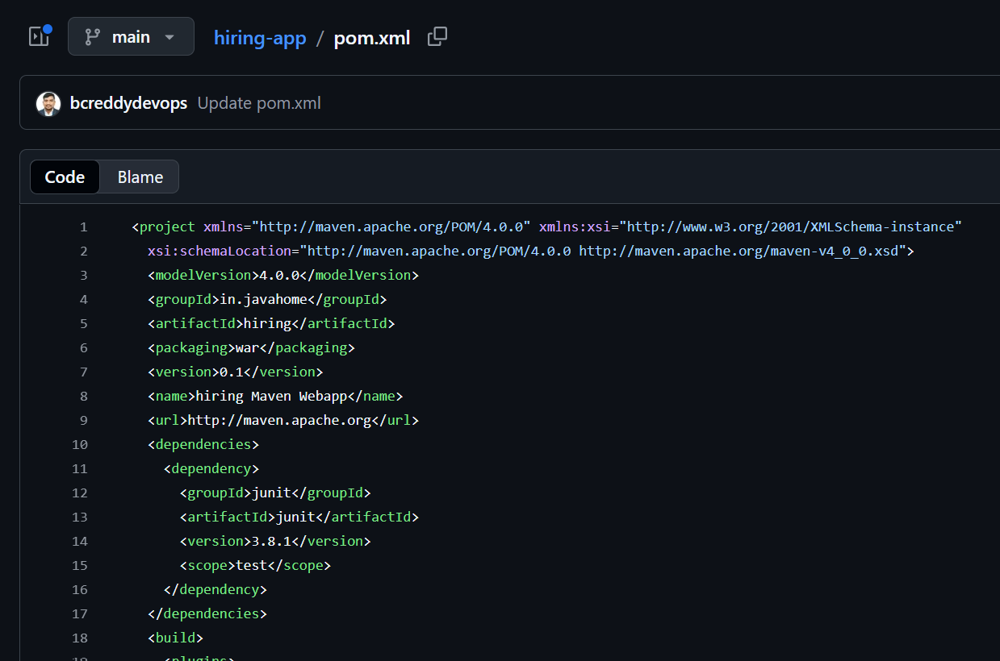 main
hiring-app / pom.xml
bcreddydevops Update pom.xml
Code Blame
1 <project xmlns="http://maven.apache.org/POM/4.0.0" xmlns:xsi="http://www.w3.org/2001/XMLSchema-instance"
2 xsi:schemaLocation="http://maven.apache.org/POM/4.0.0 http://maven.apache.org/maven-v4_0_0.xsd">
3 <modelVersion>4.0.0</modelVersion>
4 <groupId>in.javahome</groupId>
5 <artifactId>hiring</artifactId>
6 <packaging>war</packaging>
7 <version>0.1</version>
8 <name>hiring Maven Webapp</name>
9 <url>http://maven.apache.org</url>
10 <dependencies>
11 <dependency>
12 <groupId>junit</groupId>
13 <artifactId>junit</artifactId>
14 <version>3.8.1</version>
15 <scope>test</scope>
16 </dependency>
17 </dependencies>
18 <build>
19 <plugins>